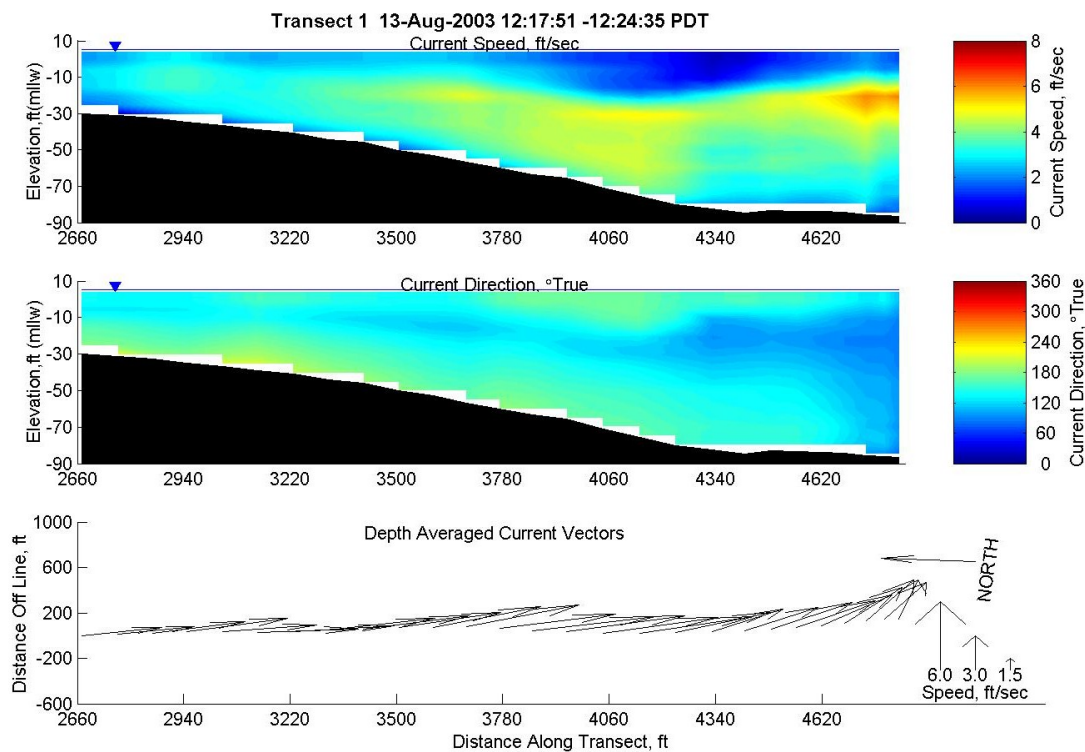 Transect 1 13-Aug-2003 12:17:51 -12:24:35 PDT
Current Speed, ft/sec
Elevation,ft(mllw)
10
-10
-30
-50
-70
-90
2660 2940 3220 3500 3780 4060 4340 4620
8
6
4
2
0
Current Speed, ft/sec
Current Direction, °True
Elevation,ft (mllw)
10
-10
-30
-50
-70
-90
2660 2940 3220 3500 3780 4060 4340 4620
360
300
240
180
120
60
0
Current Direction, °True
Depth Averaged Current Vectors
Distance Off Line, ft
1000
600
200
-200
-600
NORTH
6.0 3.0 1.5
Speed, ft/sec
2660 2940 3220 3500 3780 4060 4340 4620
Distance Along Transect, ft